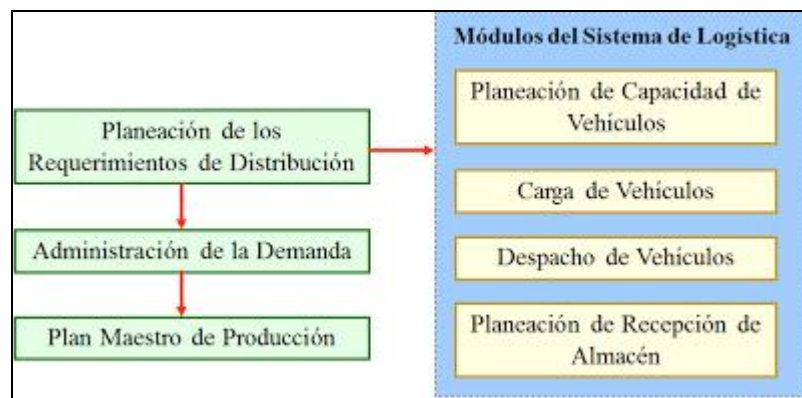 Planeación de los
Requerimientos de Distribución
Administración de la Demanda
Plan Maestro de Producción
Módulos del Sistema de Logística
Planeación de Capacidad de
Vehículos
Carga de Vehículos
Despacho de Vehículos
Planeación de Recepción de
Almacén